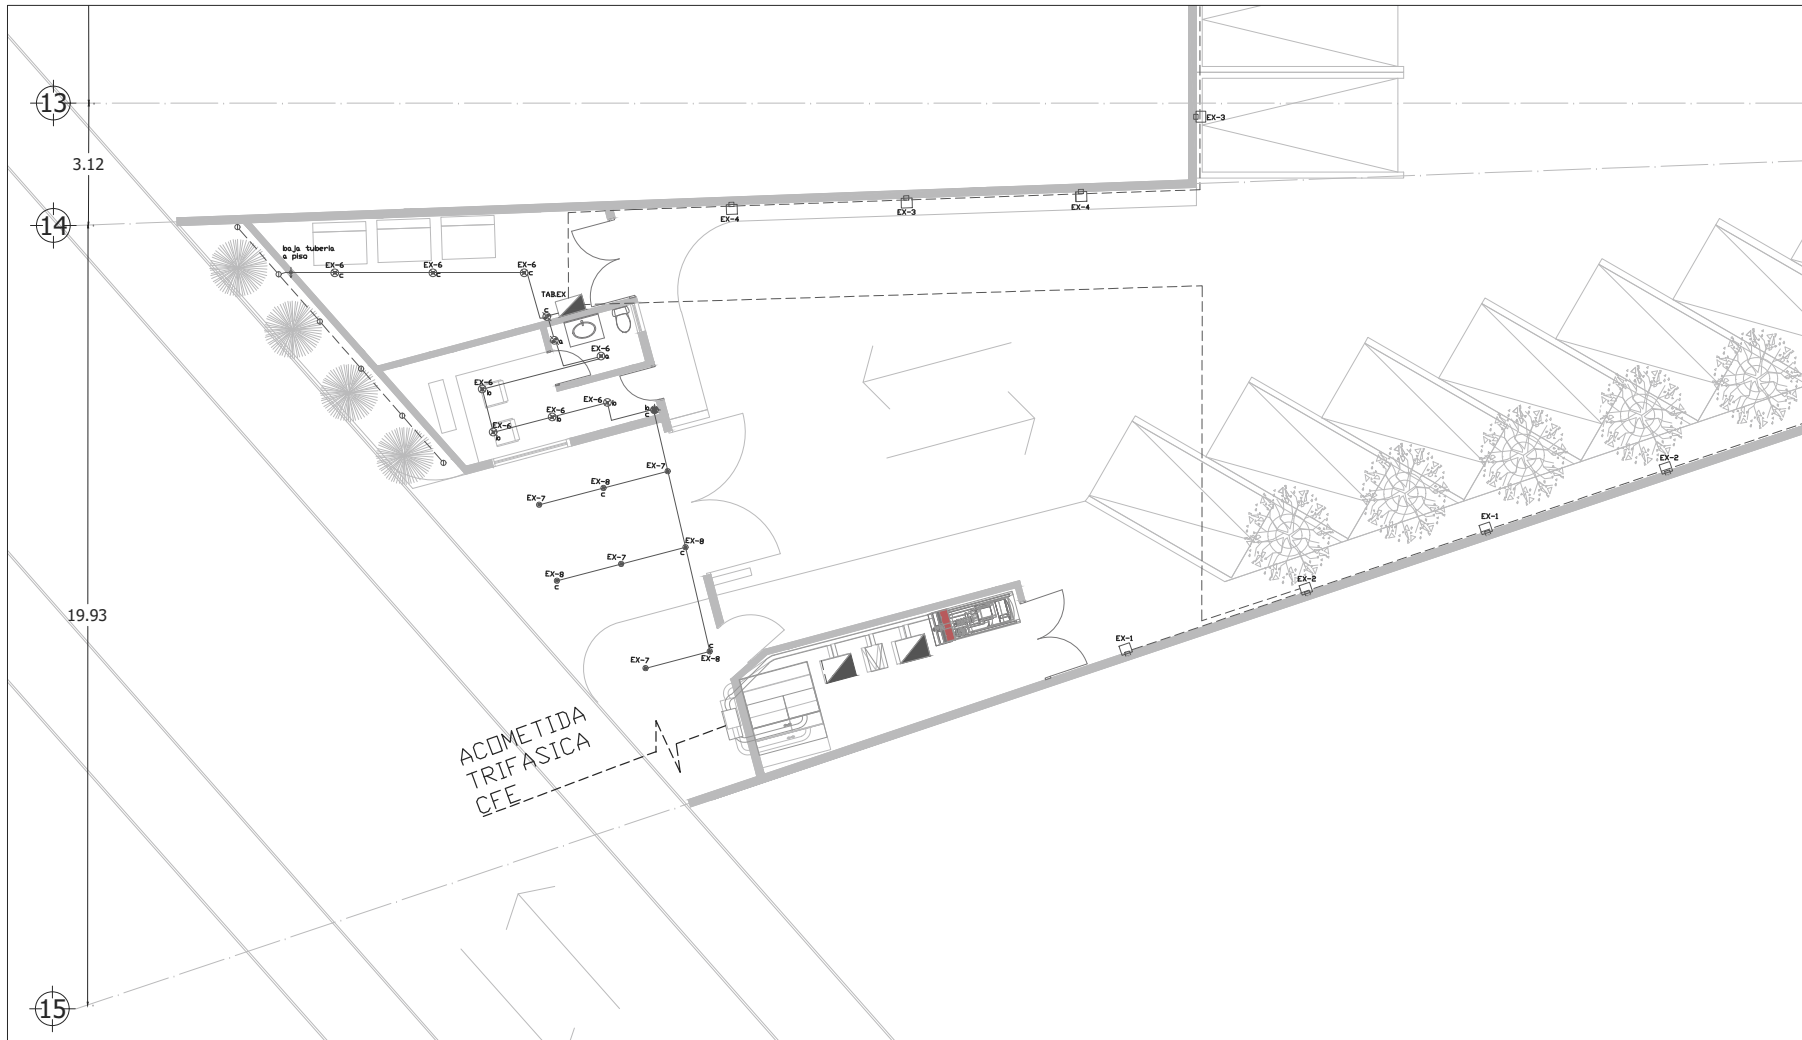 13
EX-3
3.12
EX-4
EX-3
EX-4
14
baja tuberia
a piso
EX-6
c
EX-6
c
EX-6
c
TAB.EX
c
a
EX-6
a
EX-6
b
EX-6
b
EX-6
b
EX-6
b
b
c
EX-7
EX-8
c
EX-7
EX-2
EX-1
EX-8
c
EX-7
EX-8
c
EX-2
19.93
EX-1
c
EX-8
EX-7
ACOMETIDA
TRIFASICA
CFE
15